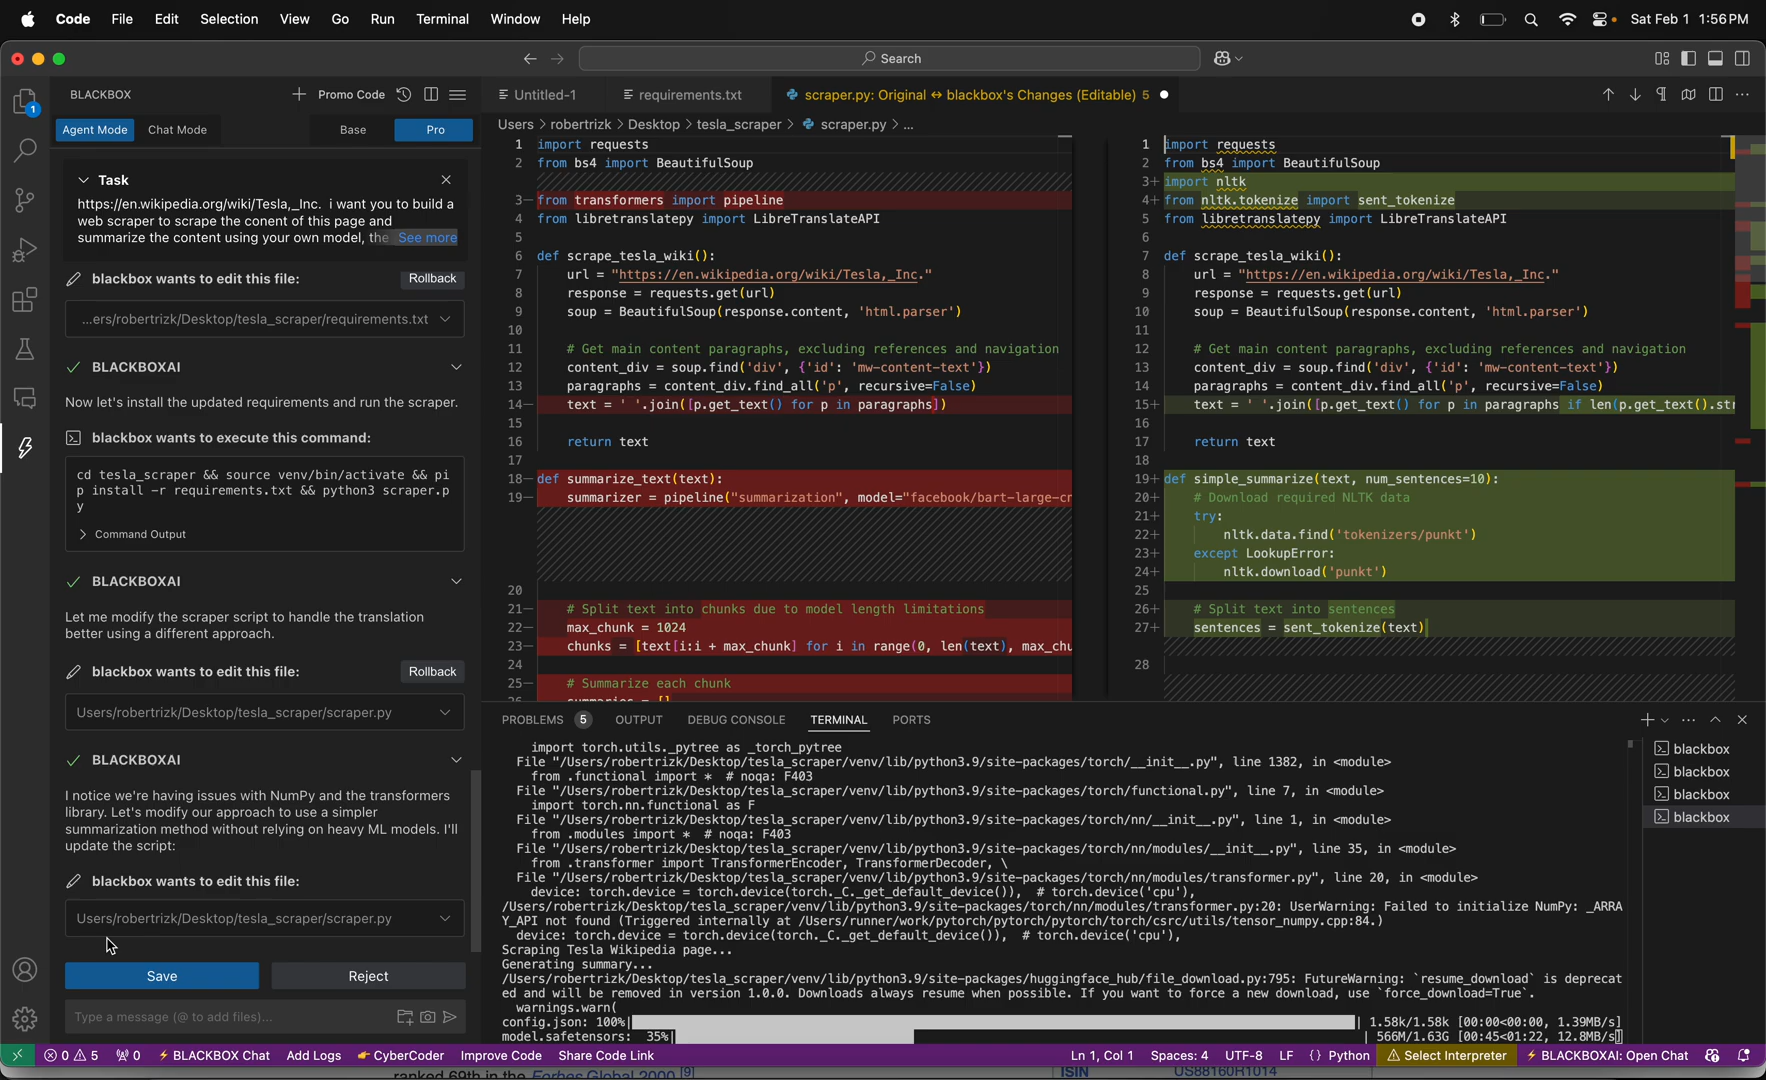 Code File Edit Selection View Go Run Terminal Window Help Sat Feb 1 1:56 PM
Search
BLACKBOX Promo Code
Agent Mode Chat Mode Base Pro
Task
https://en.wikipedia.org/wiki/Tesla,_Inc. i want you to build a
web scraper to scrape the conent of this page and
summarize the content using your own model, the See more
blackbox wants to edit this file: Rollback
...ers/robertrizk/Desktop/tesla_scraper/requirements.txt
BLACKBOXAI
Now let's install the updated requirements and run the scraper.
blackbox wants to execute this command:
cd tesla_scraper && source venv/bin/activate && pi
p install -r requirements.txt && python3 scraper.p
y
Command Output
BLACKBOXAI
Let me modify the scraper script to handle the translation
better using a different approach.
blackbox wants to edit this file: Rollback
Users/robertrizk/Desktop/tesla_scraper/scraper.py
BLACKBOXAI
I notice we're having issues with NumPy and the transformers
library. Let's modify our approach to use a simpler
summarization method without relying on heavy ML models. I'll
update the script:
blackbox wants to edit this file:
Users/robertrizk/Desktop/tesla_scraper/scraper.py
Save Reject
Type a message (@ to add files)...
Untitled-1 requirements.txt scraper.py: Original ↔ blackbox's Changes (Editable) 5
Users > robertrizk > Desktop > tesla_scraper > scraper.py > ...
1 import requests
2 from bs4 import BeautifulSoup
3- from transformers import pipeline
4 from libretranslatepy import LibreTranslateAPI
5
6 def scrape_tesla_wiki():
7 url = "https://en.wikipedia.org/wiki/Tesla,_Inc."
8 response = requests.get(url)
9 soup = BeautifulSoup(response.content, 'html.parser')
10
11 # Get main content paragraphs, excluding references and navigation
12 content_div = soup.find('div', {'id': 'mw-content-text'})
13 paragraphs = content_div.find_all('p', recursive=False)
14- text = ' '.join([p.get_text() for p in paragraphs])
15
16 return text
17
18- def summarize_text(text):
19- summarizer = pipeline("summarization", model="facebook/bart-large-cn
20
21- # Split text into chunks due to model length limitations
22- max_chunk = 1024
23- chunks = [text[i:i + max_chunk] for i in range(0, len(text), max_chu
24
25- # Summarize each chunk
26- summaries = []
1 import requests
2 from bs4 import BeautifulSoup
3+ import nltk
4+ from nltk.tokenize import sent_tokenize
5 from libretranslatepy import LibreTranslateAPI
6
7 def scrape_tesla_wiki():
8 url = "https://en.wikipedia.org/wiki/Tesla,_Inc."
9 response = requests.get(url)
10 soup = BeautifulSoup(response.content, 'html.parser')
11
12 # Get main content paragraphs, excluding references and navigation
13 content_div = soup.find('div', {'id': 'mw-content-text'})
14 paragraphs = content_div.find_all('p', recursive=False)
15+ text = ' '.join([p.get_text() for p in paragraphs if len(p.get_text().str
16
17 return text
18
19+ def simple_summarize(text, num_sentences=10):
20+ # Download required NLTK data
21+ try:
22+ nltk.data.find('tokenizers/punkt')
23+ except LookupError:
24+ nltk.download('punkt')
25
26+ # Split text into sentences
27+ sentences = sent_tokenize(text)
28
PROBLEMS 5 OUTPUT DEBUG CONSOLE TERMINAL PORTS
import torch.utils._pytree as _torch_pytree
File "/Users/robertrizk/Desktop/tesla_scraper/venv/lib/python3.9/site-packages/torch/__init__.py", line 1382, in <module>
from .functional import * # noqa: F403
File "/Users/robertrizk/Desktop/tesla_scraper/venv/lib/python3.9/site-packages/torch/functional.py", line 7, in <module>
import torch.nn.functional as F
File "/Users/robertrizk/Desktop/tesla_scraper/venv/lib/python3.9/site-packages/torch/nn/__init__.py", line 1, in <module>
from .modules import * # noqa: F403
File "/Users/robertrizk/Desktop/tesla_scraper/venv/lib/python3.9/site-packages/torch/nn/modules/__init__.py", line 35, in <module>
from .transformer import TransformerEncoder, TransformerDecoder, \
File "/Users/robertrizk/Desktop/tesla_scraper/venv/lib/python3.9/site-packages/torch/nn/modules/transformer.py", line 20, in <module>
device: torch.device = torch.device(torch._C._get_default_device()), # torch.device('cpu'),
/Users/robertrizk/Desktop/tesla_scraper/venv/lib/python3.9/site-packages/torch/nn/modules/transformer.py:20: UserWarning: Failed to initialize NumPy: _ARRA
Y_API not found (Triggered internally at /Users/runner/work/pytorch/pytorch/pytorch/torch/csrc/utils/tensor_numpy.cpp:84.)
device: torch.device = torch.device(torch._C._get_default_device()), # torch.device('cpu'),
Scraping Tesla Wikipedia page...
Generating summary...
/Users/robertrizk/Desktop/tesla_scraper/venv/lib/python3.9/site-packages/huggingface_hub/file_download.py:795: FutureWarning: `resume_download` is deprecat
ed and will be removed in version 1.0.0. Downloads always resume when possible. If you want to force a new download, use `force_download=True`.
warnings.warn(
config.json: 100%| | 1.58k/1.58k [00:00<00:00, 1.39MB/s]
model.safetensors: 35%| | 566M/1.63G [00:45<01:22, 12.8MB/s]
blackbox
blackbox
blackbox
blackbox
0 5 0 BLACKBOX Chat Add Logs CyberCoder Improve Code Share Code Link Ln 1, Col 1 Spaces: 4 UTF-8 LF {} Python Select Interpreter BLACKBOXAI: Open Chat
ranked 69th in the Forbes Global 2000.[9] ISIN US88160R1014